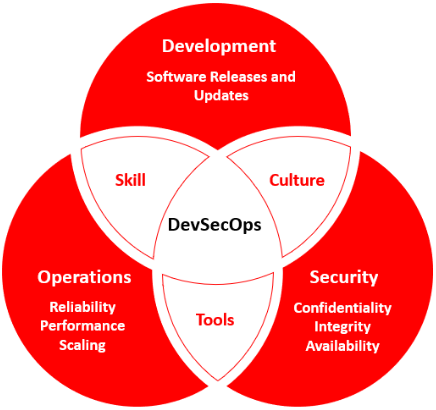 Development
Software Releases and
Updates
Skill
Culture
DevSecOps
Operations
Reliability
Performance
Scaling
Security
Confidentiality
Integrity
Availability
Tools